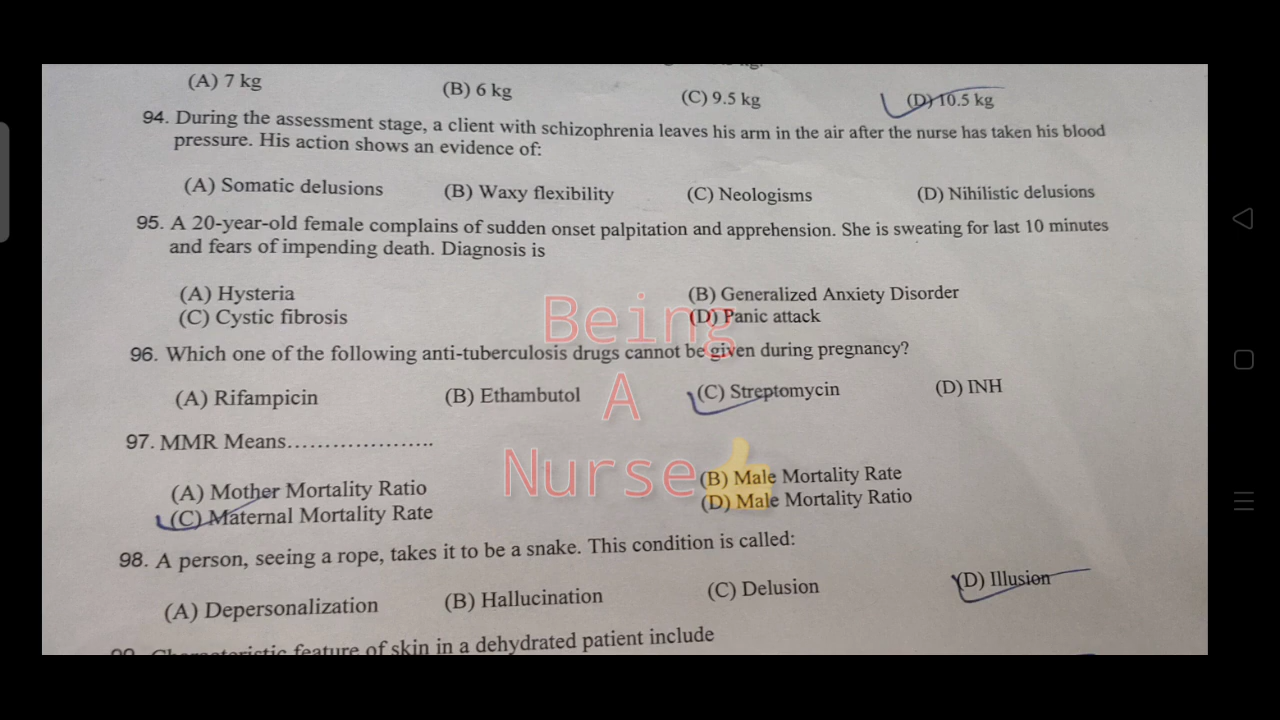 (A) 7 kg (B) 6 kg (C) 9.5 kg (D) 10.5 kg
94. During the assessment stage, a client with schizophrenia leaves his arm in the air after the nurse has taken his blood
pressure. His action shows an evidence of:
(A) Somatic delusions (B) Waxy flexibility (C) Neologisms (D) Nihilistic delusions
95. A 20-year-old female complains of sudden onset palpitation and apprehension. She is sweating for last 10 minutes
and fears of impending death. Diagnosis is
(A) Hysteria (B) Generalized Anxiety Disorder
(C) Cystic fibrosis (D) Panic attack
Being
96. Which one of the following anti-tuberculosis drugs cannot be given during pregnancy?
(A) Rifampicin (B) Ethambutol (C) Streptomycin (D) INH
A
97. MMR Means....................
Nurse
(A) Mother Mortality Ratio (B) Male Mortality Rate
(C) Maternal Mortality Rate (D) Male Mortality Ratio
98. A person, seeing a rope, takes it to be a snake. This condition is called:
(A) Depersonalization (B) Hallucination (C) Delusion (D) Illusion
99. Characteristic feature of skin in a dehydrated patient include